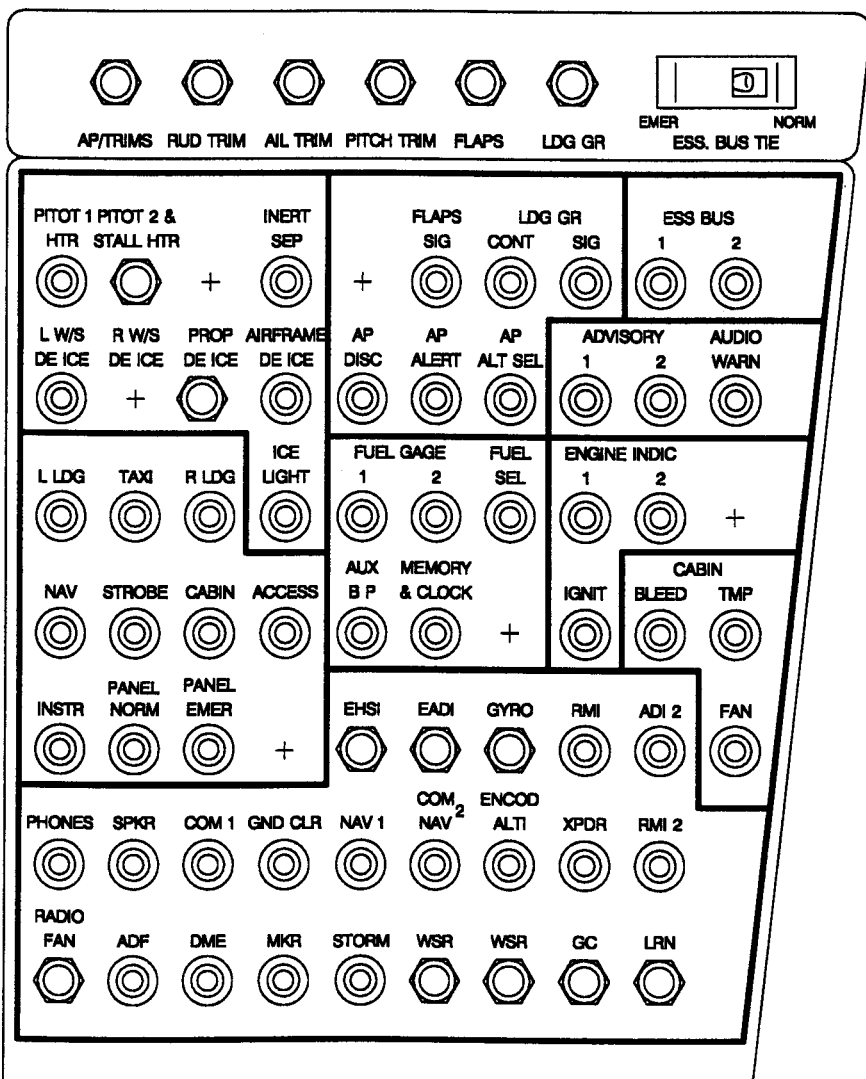 EMER NORM
AP/TRIMS RUD TRIM AIL TRIM PITCH TRIM FLAPS LDG GR ESS. BUS TIE
PITOT 1 PITOT 2 & INERT FLAPS LDG GR ESS BUS
HTR STALL HTR SEP SIG CONT SIG 1 2
L W/S R W/S PROP AIRFRAME AP AP AP ADVISORY AUDIO
DE ICE DE ICE DE ICE DE ICE DISC ALERT ALT SEL 1 2 WARN
ICE FUEL GAGE FUEL ENGINE INDIC
L LDG TAXI R LDG LIGHT 1 2 SEL 1 2
AUX MEMORY CABIN
NAV STROBE CABIN ACCESS B P & CLOCK IGNIT BLEED TMP
PANEL PANEL
INSTR NORM EMER EHSI EADI GYRO RMI ADI 2 FAN
COM 2 ENCOD
PHONES SPKR COM 1 GND CLR NAV 1 NAV ALTI XPDR RMI 2
RADIO
FAN ADF DME MKR STORM WSR WSR GC LRN